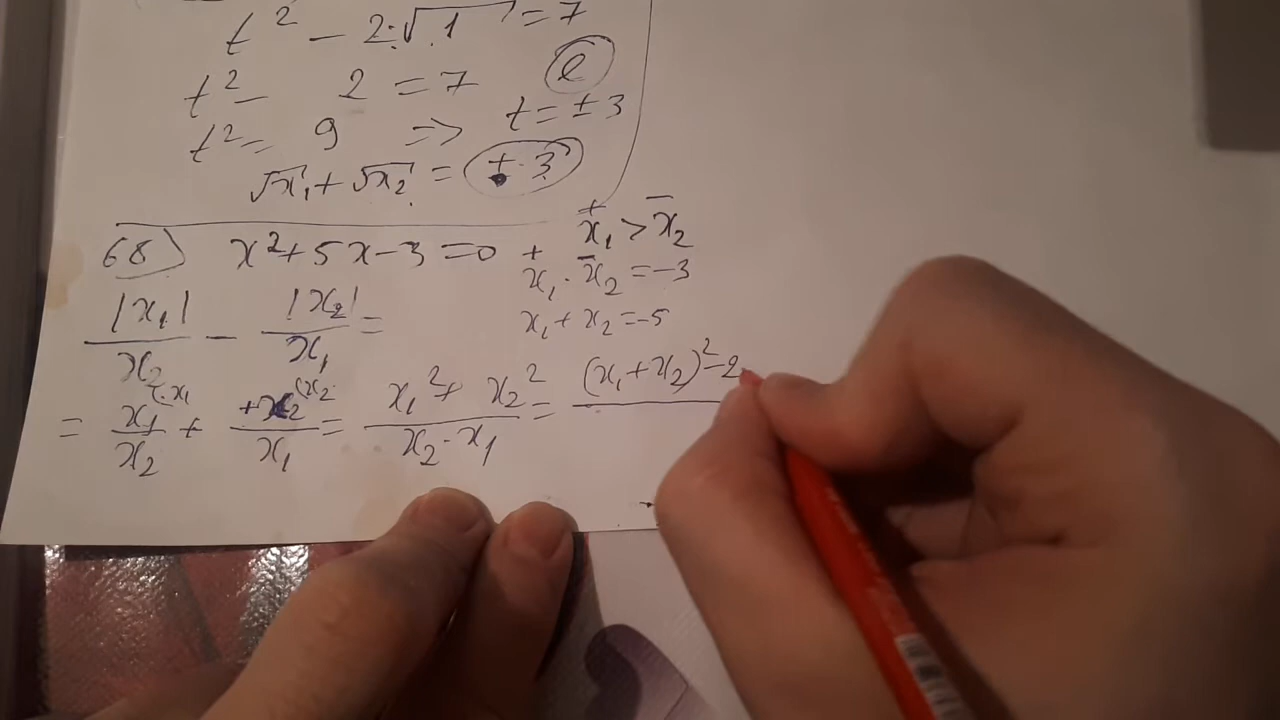 t² - 2·√1 = 7
t² - 2 = 7 e
t² = 9 => t = ±3
√x₁ + √x₂ = ±3
68) x² + 5x - 3 = 0 x₁ > x₂
x₁ · x₂ = -3
|x₁|/x₂ - |x₂|/x₁ = x₁ + x₂ = -5
= x₁/x₂ + +x₂/x₁ = x₁² + x₂²/x₂ · x₁ = (x₁ + x₂)² - 2